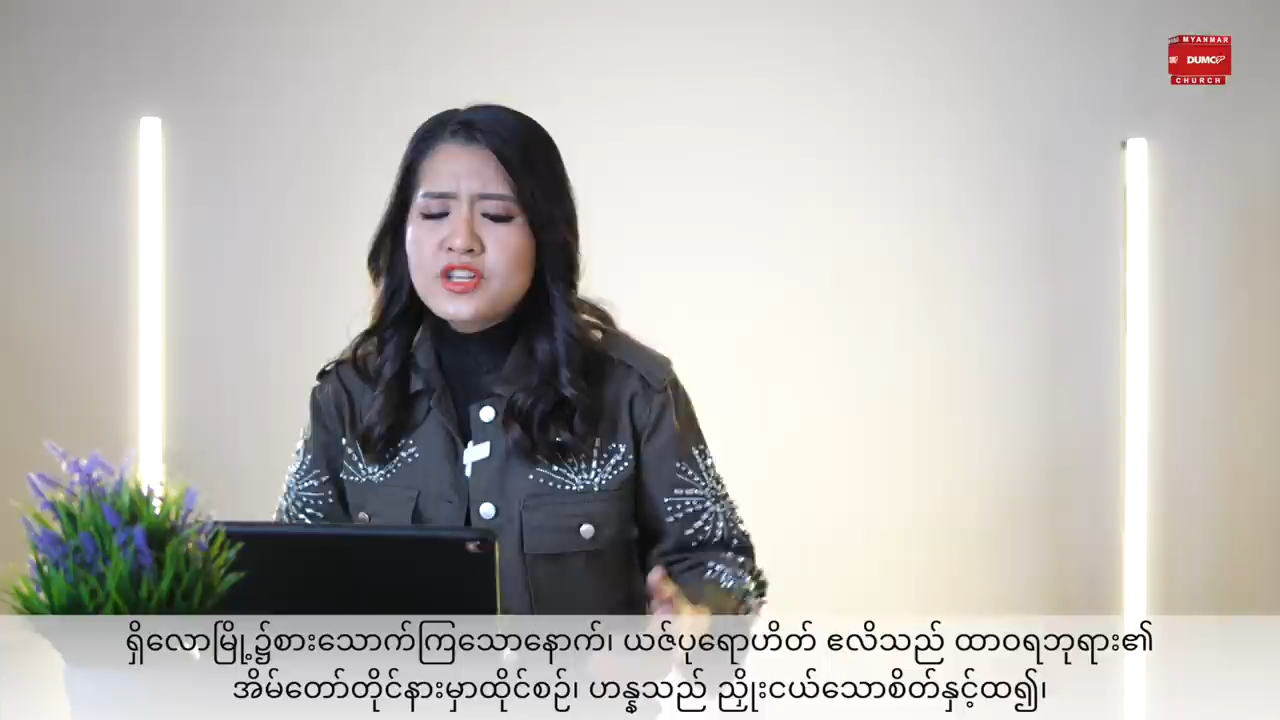 MYANMAR
DUMC
CHURCH
ရှိလောမြို့၌စားသောက်ကြသောနောက်၊ ယဇ်ပုရောဟိတ် ဧလိသည် ထာဝရဘုရား၏
အိမ်တော်တိုင်နားမှာထိုင်စဉ်၊ ဟန္နသည် ညှိုးငယ်သောစိတ်နှင့်ထ၍၊